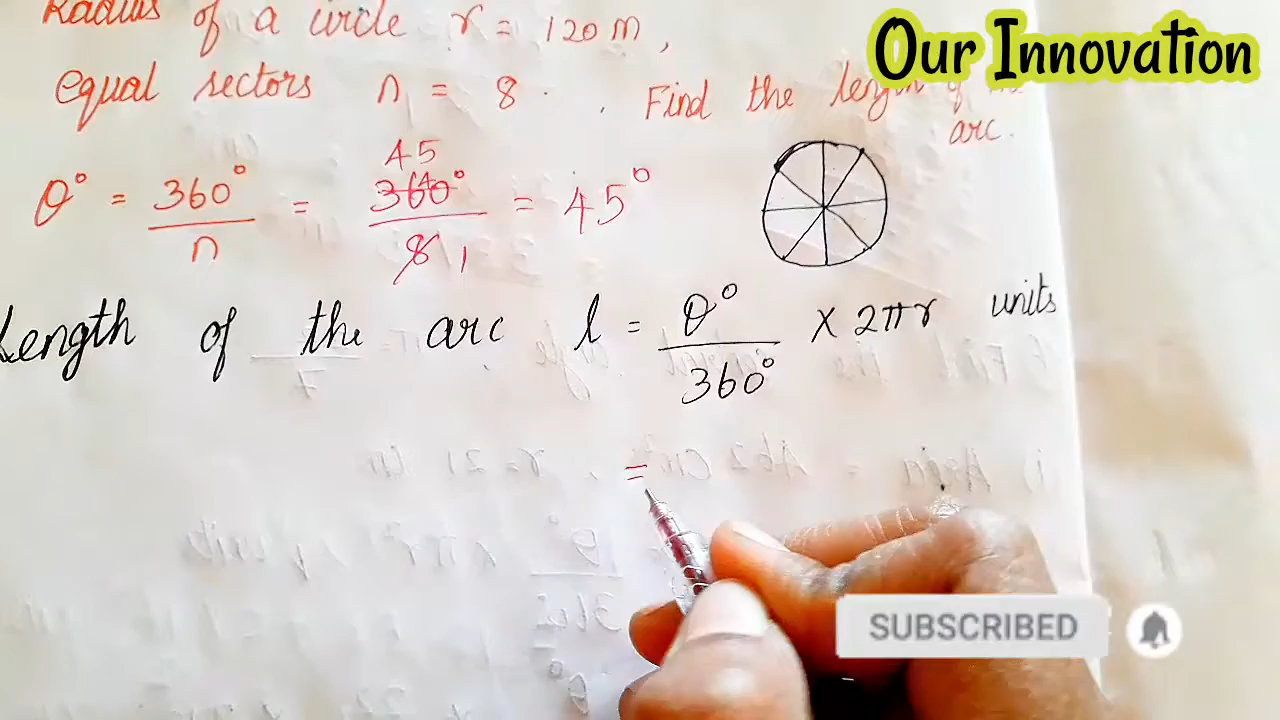 Radius of a circle r = 120 m,
Our Innovation
equal sectors n = 8 . Find the length of the
arc.
θ° = 360° / n = 45 360° / 8 1 = 45°
Length of the arc l = θ° / 360° × 2πr units
=
SUBSCRIBED